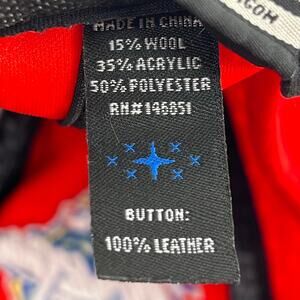 MADE IN CHINA
15% WOOL
35% ACRYLIC
50% POLYESTER
RN#146851
BUTTON:
100% LEATHER